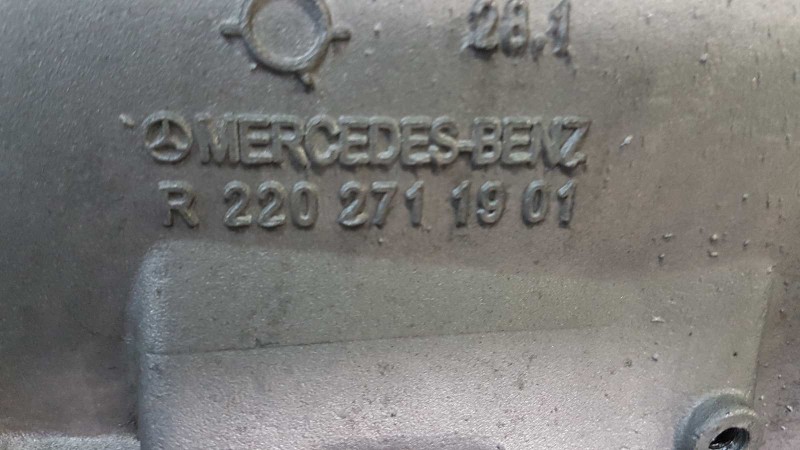 28.1
MERCEDES-BENZ
R 220 271 19 01